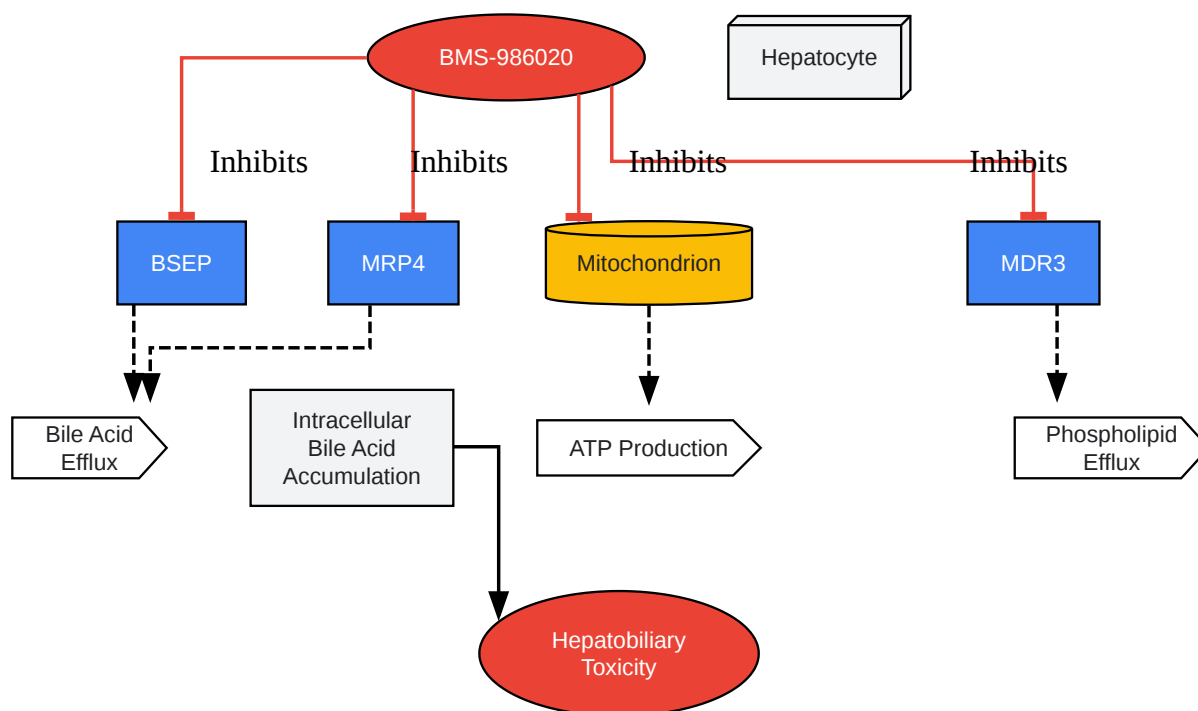 BMS-986020
Hepatocyte
Inhibits
Inhibits
Inhibits
Inhibits
BSEP
MRP4
Mitochondrion
MDR3
Bile Acid
Efflux
Intracellular
Bile Acid
Accumulation
ATP Production
Phospholipid
Efflux
Hepatobiliary
Toxicity